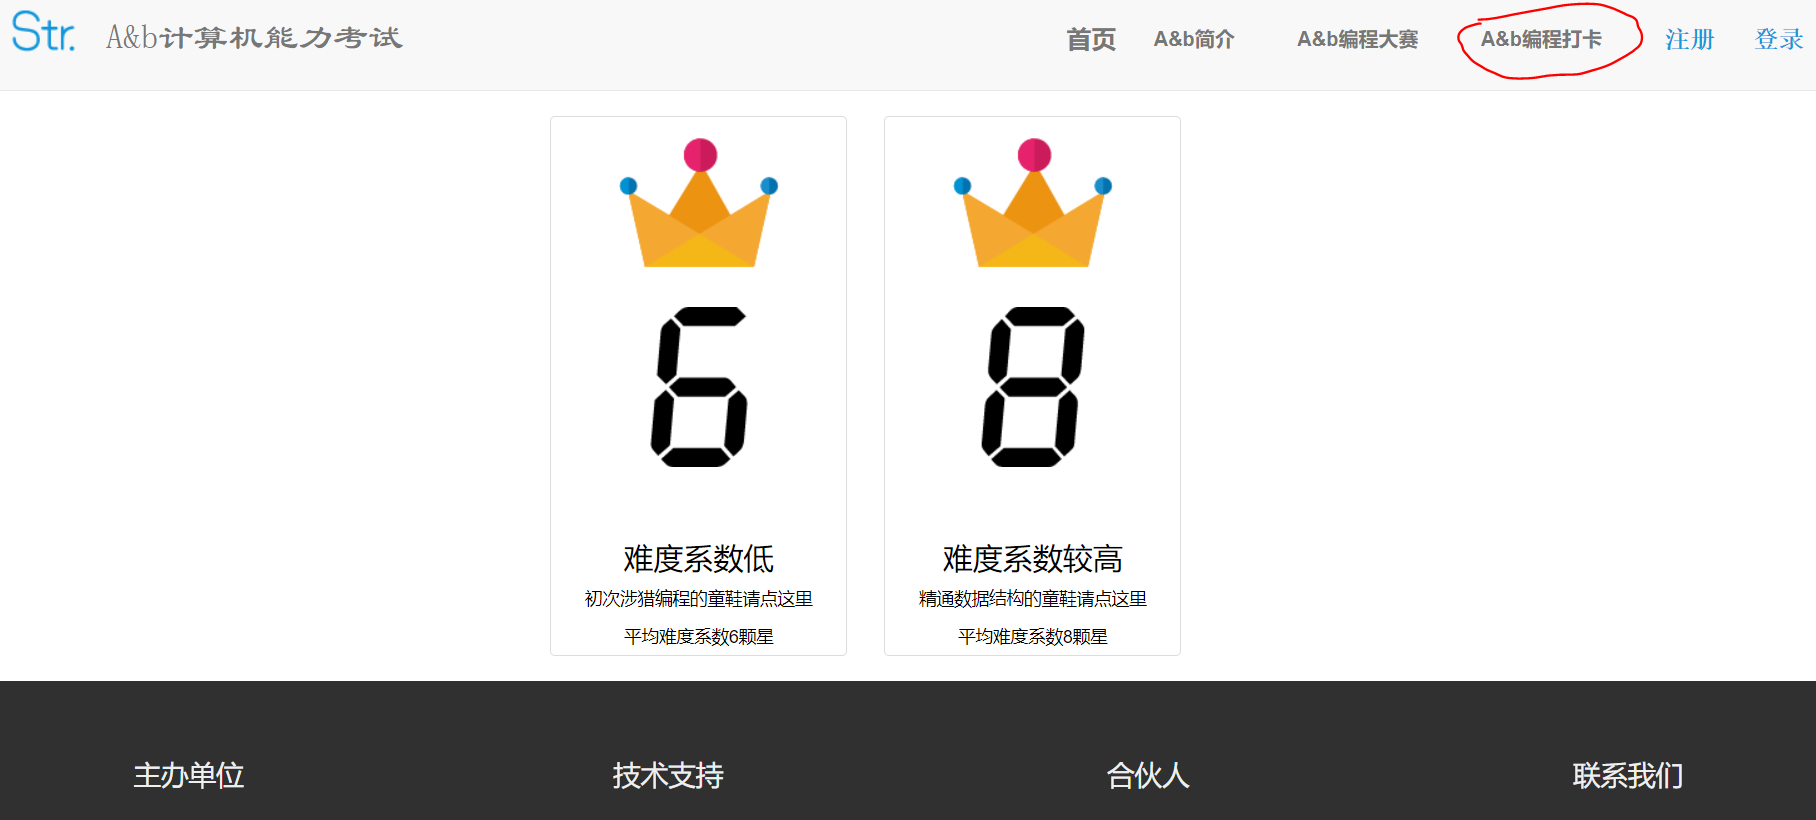 Str. A&b计算机能力考试 首页 A&b简介 A&b编程大赛 A&b编程打卡 注册 登录
6
难度系数低
初次涉猎编程的童鞋请点这里
平均难度系数6颗星
8
难度系数较高
精通数据结构的童鞋请点这里
平均难度系数8颗星
主办单位 技术支持 合伙人 联系我们